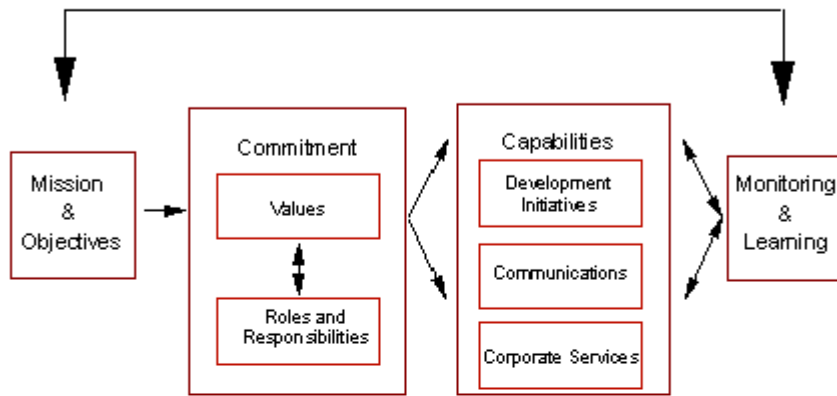 Mission
&
Objectives
Commitment
Values
Roles and
Responsibilities
Capabilities
Development
Initiatives
Communications
Corporate Services
Monitoring
&
Learning